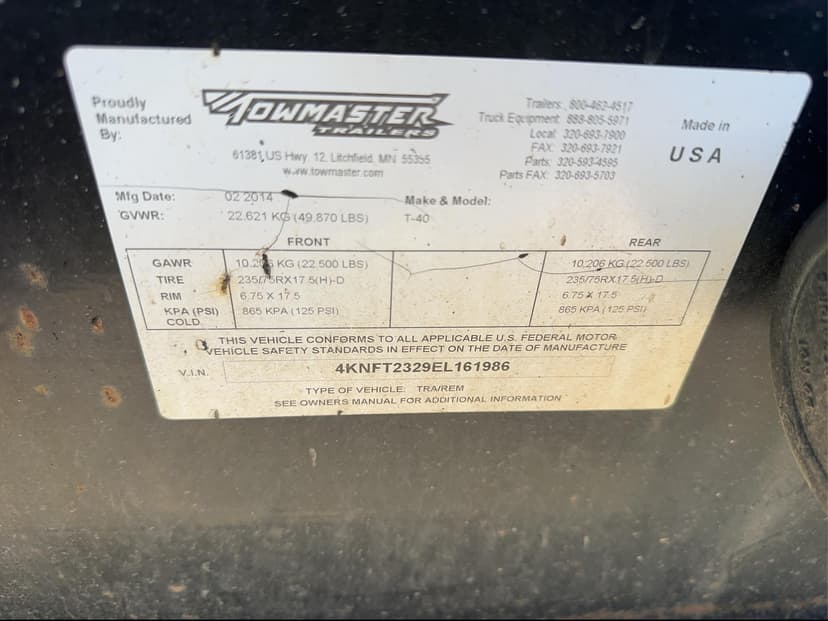 Proudly
Manufactured
By:
TOWMASTER
TRAILERS
61381 US Hwy. 12, Litchfield, MN 55355
www.towmaster.com
Trailers: 800-462-4517
Truck Equipment: 888-805-5971
Local: 320-693-7900
FAX: 320-693-7921
Parts: 320-593-4595
Parts FAX: 320-693-5703
Made in
USA
Mfg Date: 02 2014 Make & Model:
GVWR: 22.621 KG (49,870 LBS) T-40
FRONT REAR
GAWR 10.206 KG (22.500 LBS) 10.206 KG (22.500 LBS)
TIRE 235/75RX17.5(H)-D 235/75RX17.5(H)-D
RIM 6.75 X 17.5 6.75 X 17.5
KPA (PSI) 865 KPA (125 PSI) 865 KPA (125 PSI)
COLD
THIS VEHICLE CONFORMS TO ALL APPLICABLE U.S. FEDERAL MOTOR
VEHICLE SAFETY STANDARDS IN EFFECT ON THE DATE OF MANUFACTURE
V.I.N. 4KNFT2329EL161986
TYPE OF VEHICLE: TRA/REM
SEE OWNERS MANUAL FOR ADDITIONAL INFORMATION
DO NOT